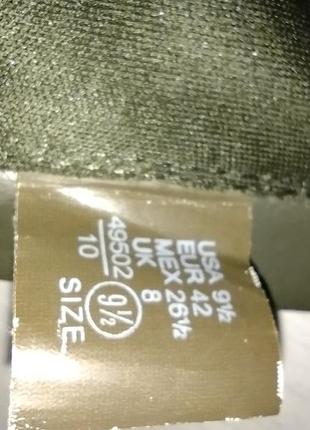 USA 9½
EUR 42
MEX 26½
UK 8
49502
10
SIZE 9½